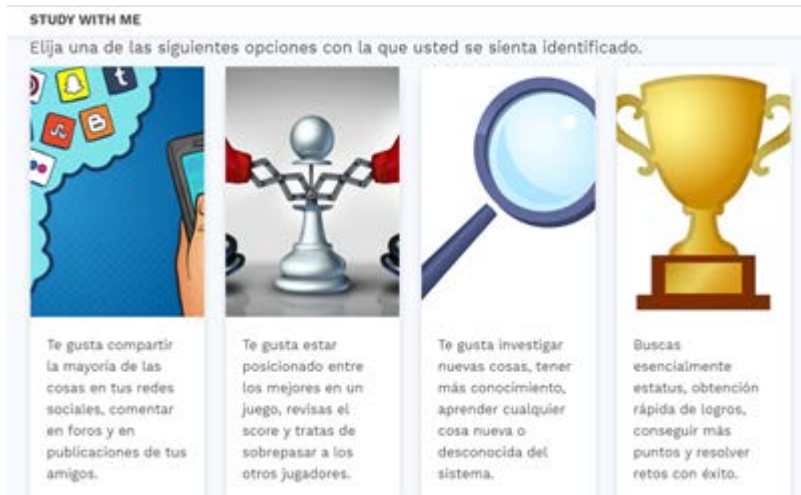 STUDY WITH ME
Elija una de las siguientes opciones con la que usted se sienta identificado.
Te gusta compartir
la mayoría de las
cosas en tus redes
sociales, comentar
en foros y en
publicaciones de tus
amigos.
Te gusta estar
posicionado entre
los mejores en un
juego, revisas el
score y tratas de
sobrepasar a los
otros jugadores.
Te gusta investigar
nuevas cosas, tener
más conocimiento,
aprender cualquier
cosa nueva o
desconocida del
sistema.
Buscas
esencialmente
estatus, obtención
rápida de logros,
conseguir más
puntos y resolver
retos con éxito.